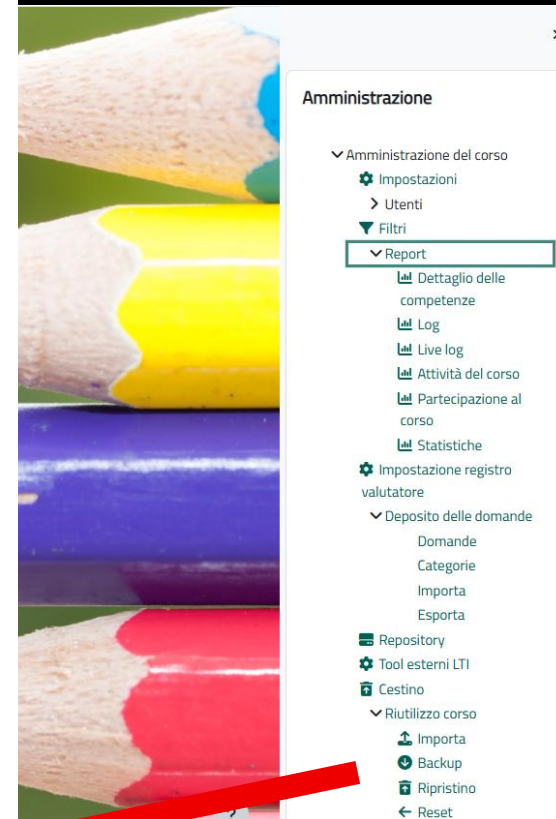 Amministrazione
Amministrazione del corso
Impostazioni
Utenti
Filtri
Report
Dettaglio delle
competenze
Log
Live log
Attività del corso
Partecipazione al
corso
Statistiche
Impostazione registro
valutatore
Deposito delle domande
Domande
Categorie
Importa
Esporta
Repository
Tool esterni LTI
Cestino
Riutilizzo corso
Importa
Backup
Ripristino
Reset